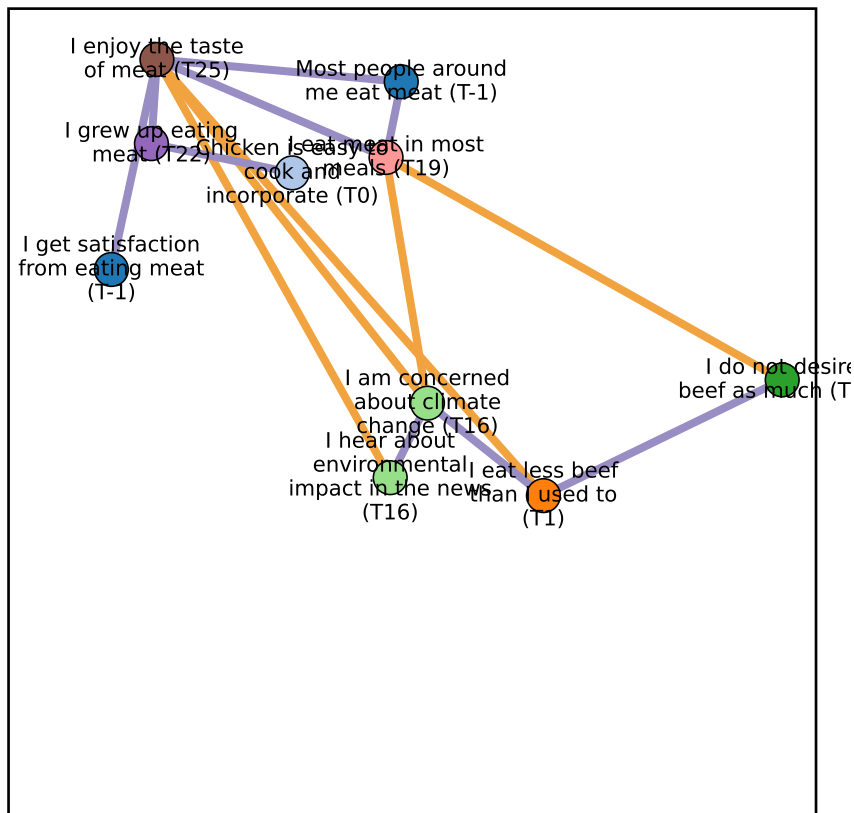 I enjoy the taste
of meat (T25)
Most people around
me eat meat (T-1)
I grew up eating
meat (T22)
Chicken is easy to
cook and
incorporate (T0)
I eat meat in most
meals (T19)
I get satisfaction
from eating meat
(T-1)
I do not desire
beef as much (T
I am concerned
about climate
change (T16)
I hear about
environmental
impact in the news
(T16)
I eat less beef
than I used to
(T1)